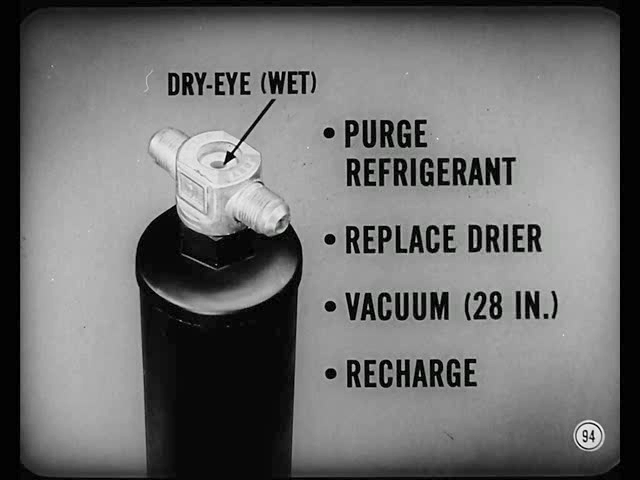 DRY-EYE (WET)
• PURGE
REFRIGERANT
• REPLACE DRIER
• VACUUM (28 IN.)
• RECHARGE
94